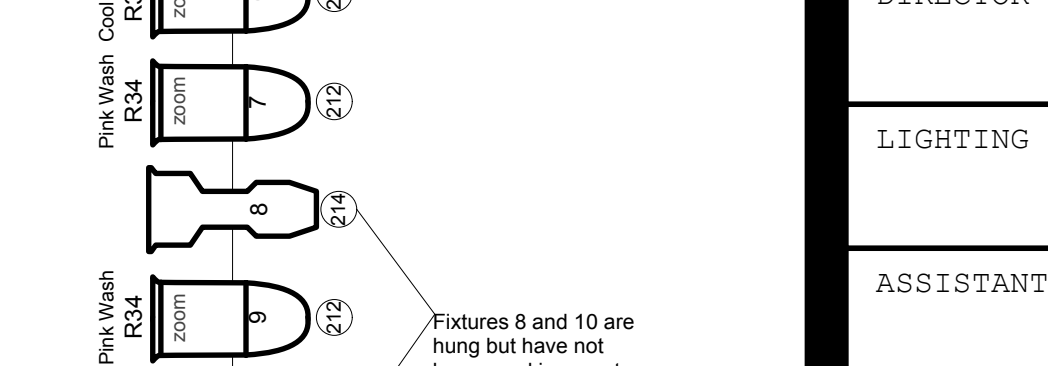 Cool
zoom
Pink Wash
R34
zoom
7
212
8
214
Pink Wash
R34
zoom
9
212
Fixtures 8 and 10 are
hung but have not
LIGHTING
ASSISTANT